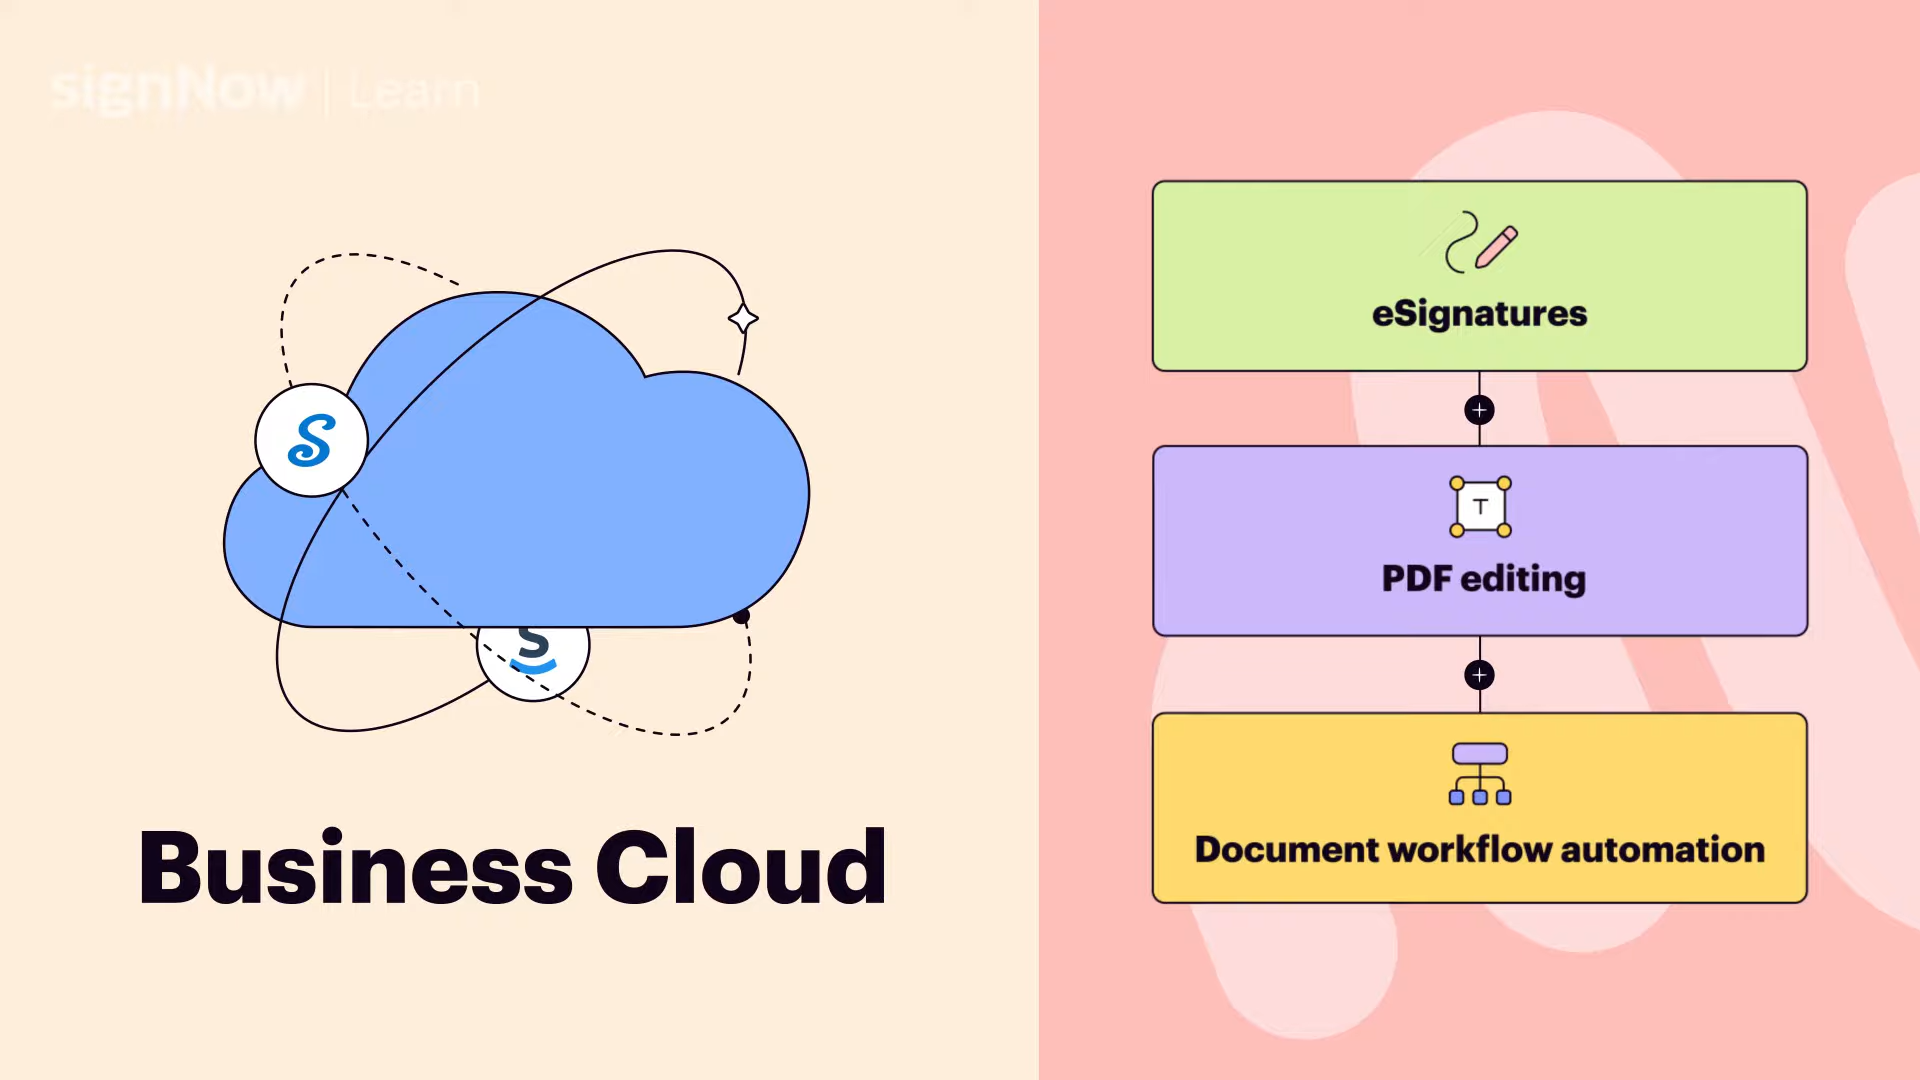 signNow | Learn
S
S
Business Cloud
eSignatures
T
PDF editing
Document workflow automation